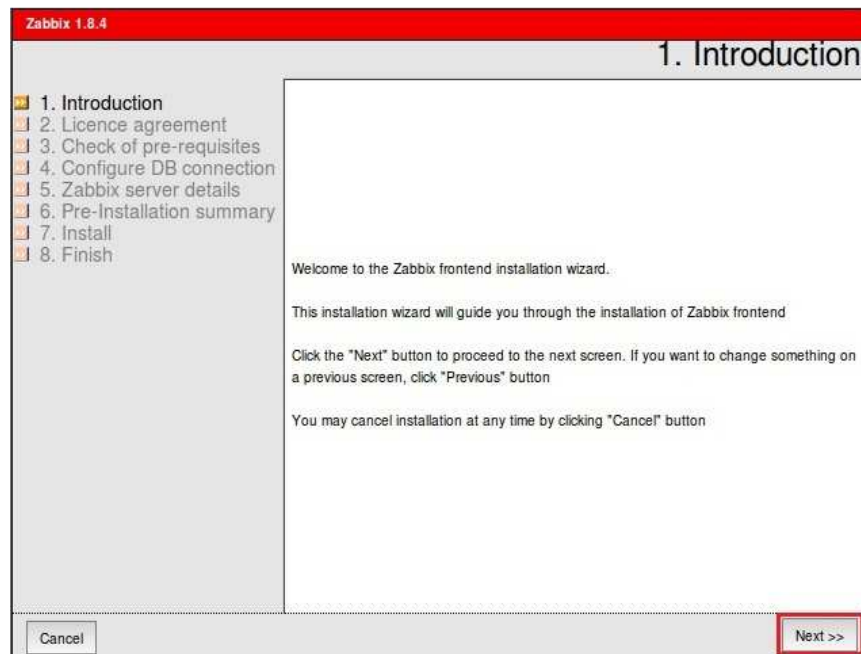 Zabbix 1.8.4
1. Introduction
1. Introduction
2. Licence agreement
3. Check of pre-requisites
4. Configure DB connection
5. Zabbix server details
6. Pre-Installation summary
7. Install
8. Finish
Welcome to the Zabbix frontend installation wizard.
This installation wizard will guide you through the installation of Zabbix frontend
Click the "Next" button to proceed to the next screen. If you want to change something on
a previous screen, click "Previous" button
You may cancel installation at any time by clicking "Cancel" button
Cancel
Next >>